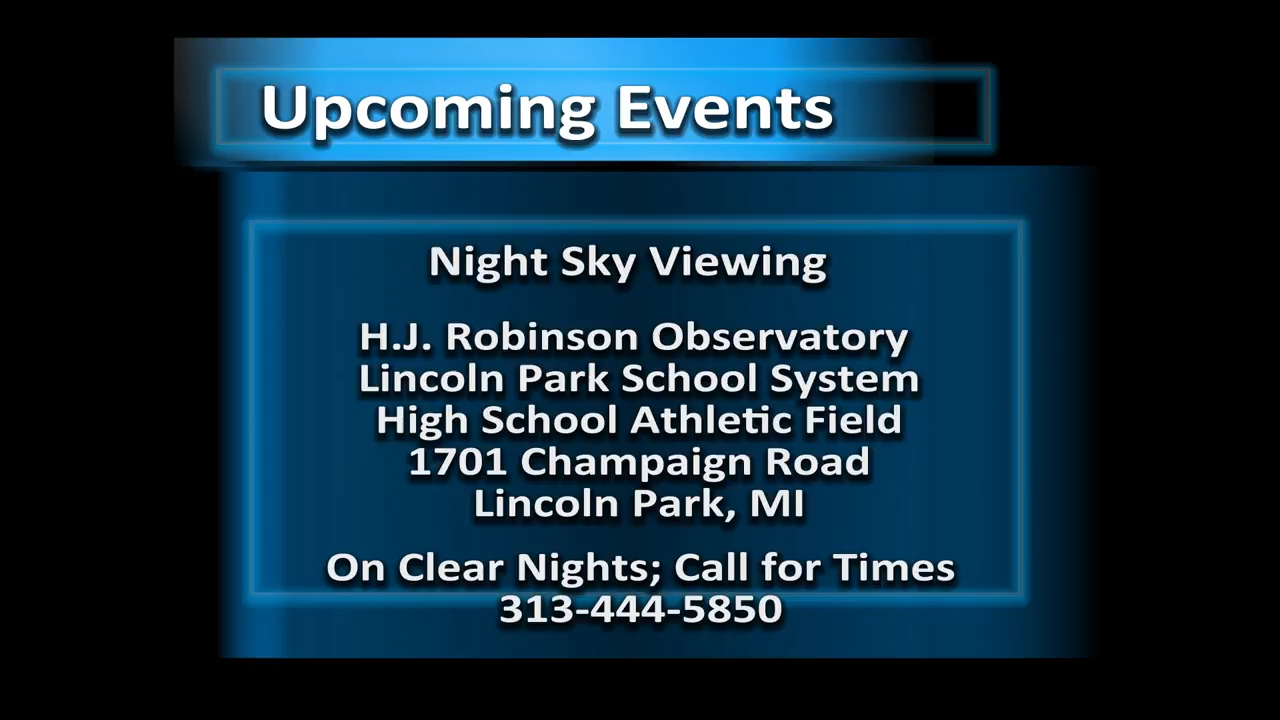 Upcoming Events
Night Sky Viewing
H.J. Robinson Observatory
Lincoln Park School System
High School Athletic Field
1701 Champaign Road
Lincoln Park, MI
On Clear Nights; Call for Times
313-444-5850